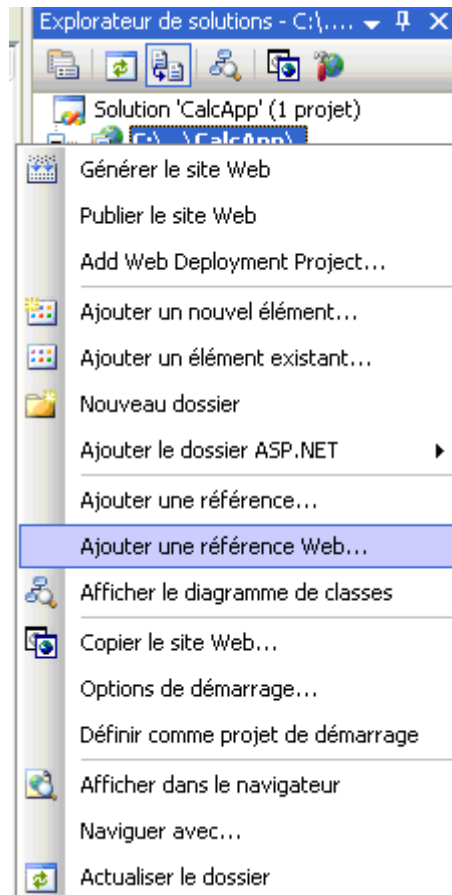 Explorateur de solutions - C:\....
Solution 'CalcApp' (1 projet)
C:\...\CalcApp\
Générer le site Web
Publier le site Web
Add Web Deployment Project...
Ajouter un nouvel élément...
Ajouter un élément existant...
Nouveau dossier
Ajouter le dossier ASP.NET
Ajouter une référence...
Ajouter une référence Web...
Afficher le diagramme de classes
Copier le site Web...
Options de démarrage...
Définir comme projet de démarrage
Afficher dans le navigateur
Naviguer avec...
Actualiser le dossier